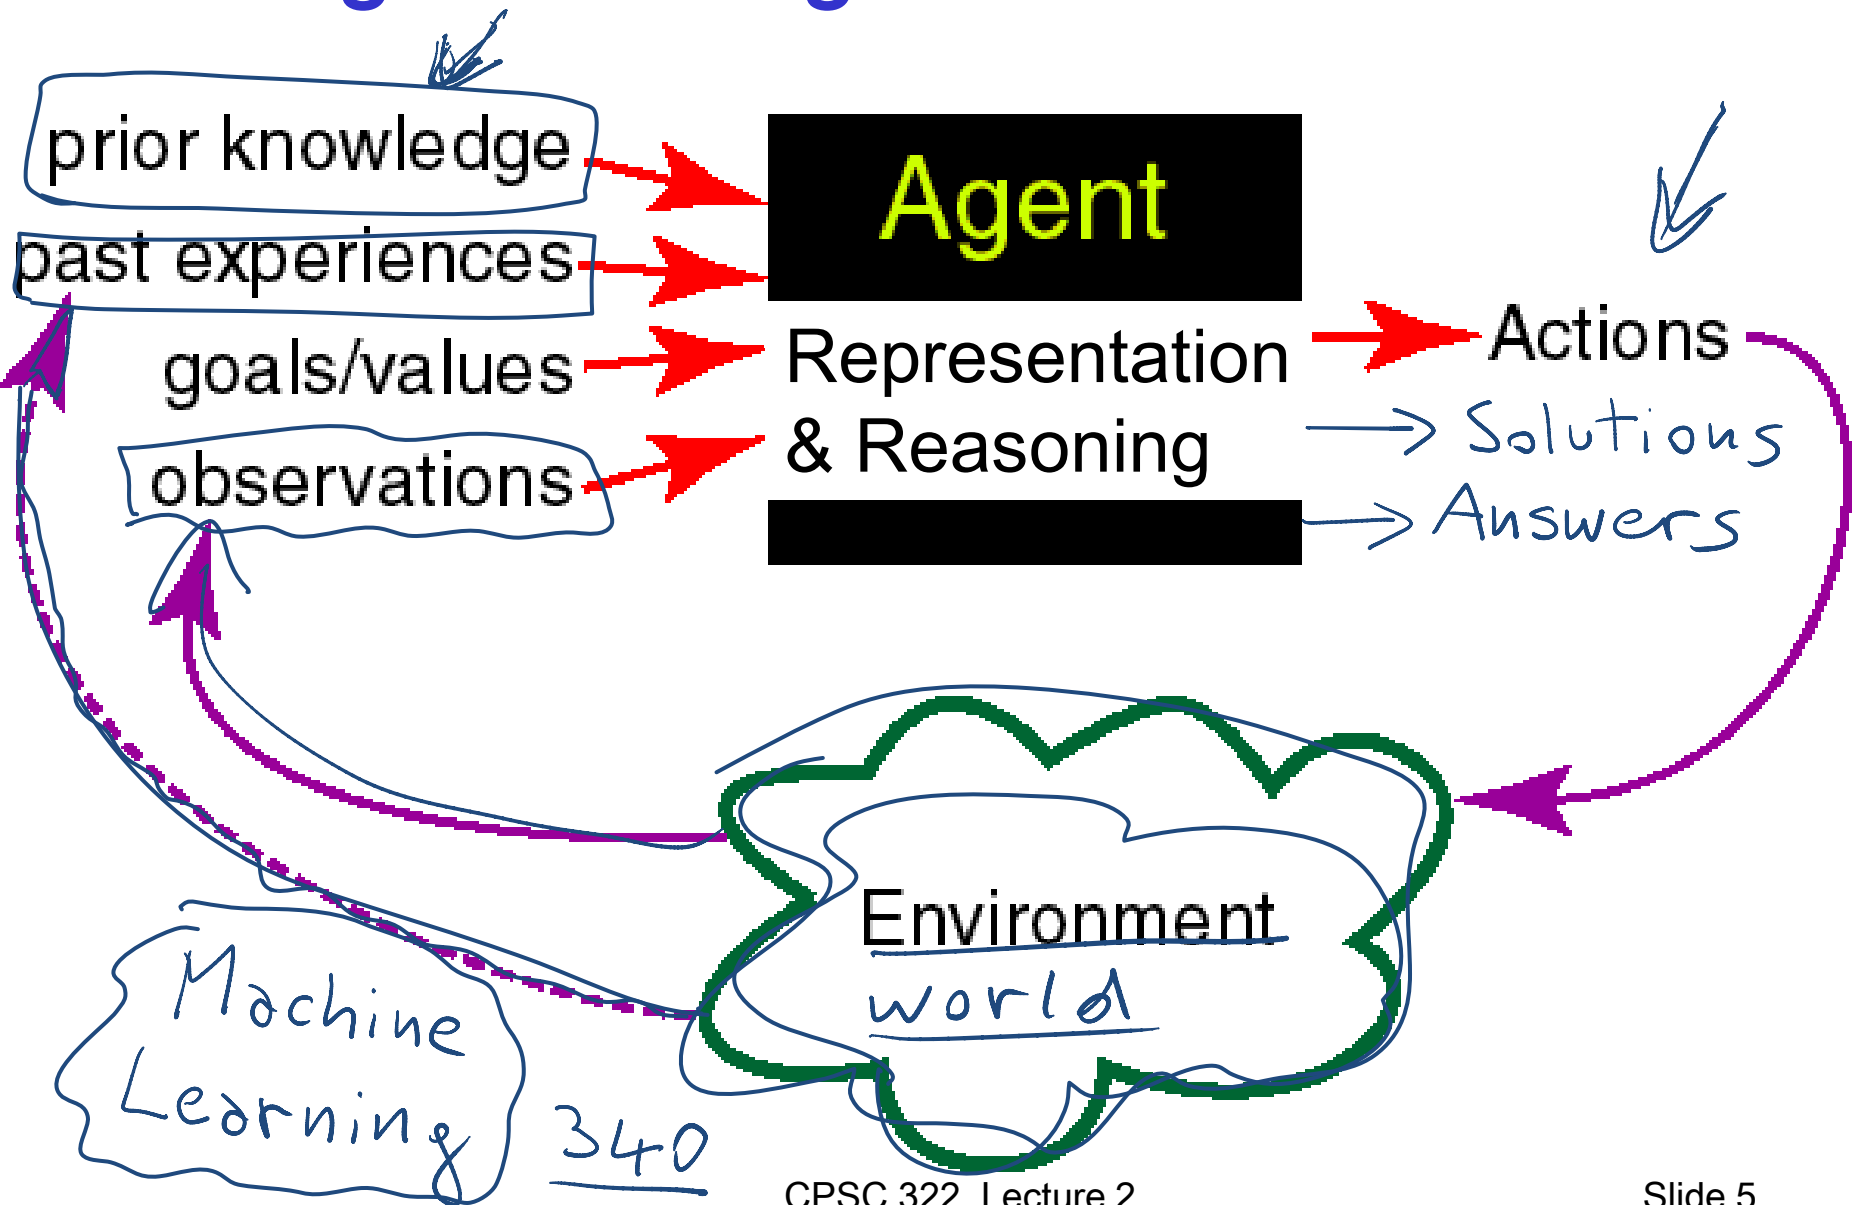 prior knowledge
past experiences
goals/values
observations
Agent
Representation
& Reasoning
Actions
→ Solutions
→ Answers
Environment
world
Machine
Learning
340
CPSC 322, Lecture 2
Slide 5